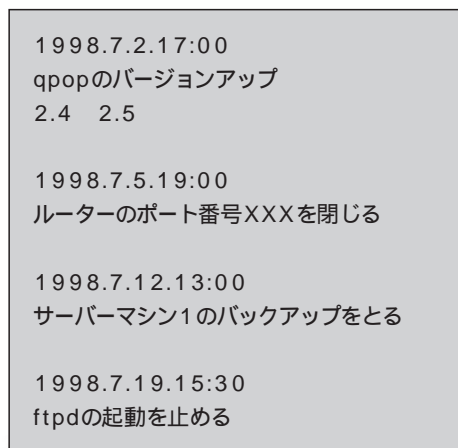 1998.7.2.17:00
qpopのバージョンアップ
2.4　2.5
1998.7.5.19:00
ルーターのポート番号XXXを閉じる
1998.7.12.13:00
サーバーマシン1のバックアップをとる
1998.7.19.15:30
ftpdの起動を止める